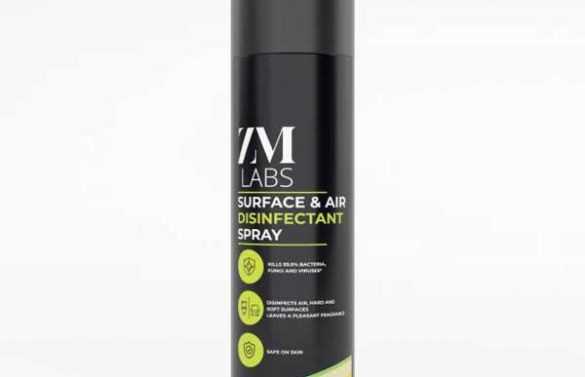 ZM
LABS
SURFACE & AIR
DISINFECTANT
SPRAY
KILLS 99.9% BACTERIA,
FUNGI AND VIRUSES*
DISINFECTS AIR, HARD AND
SOFT SURFACES
LEAVES A PLEASANT FRAGRANCE
SAFE ON SKIN